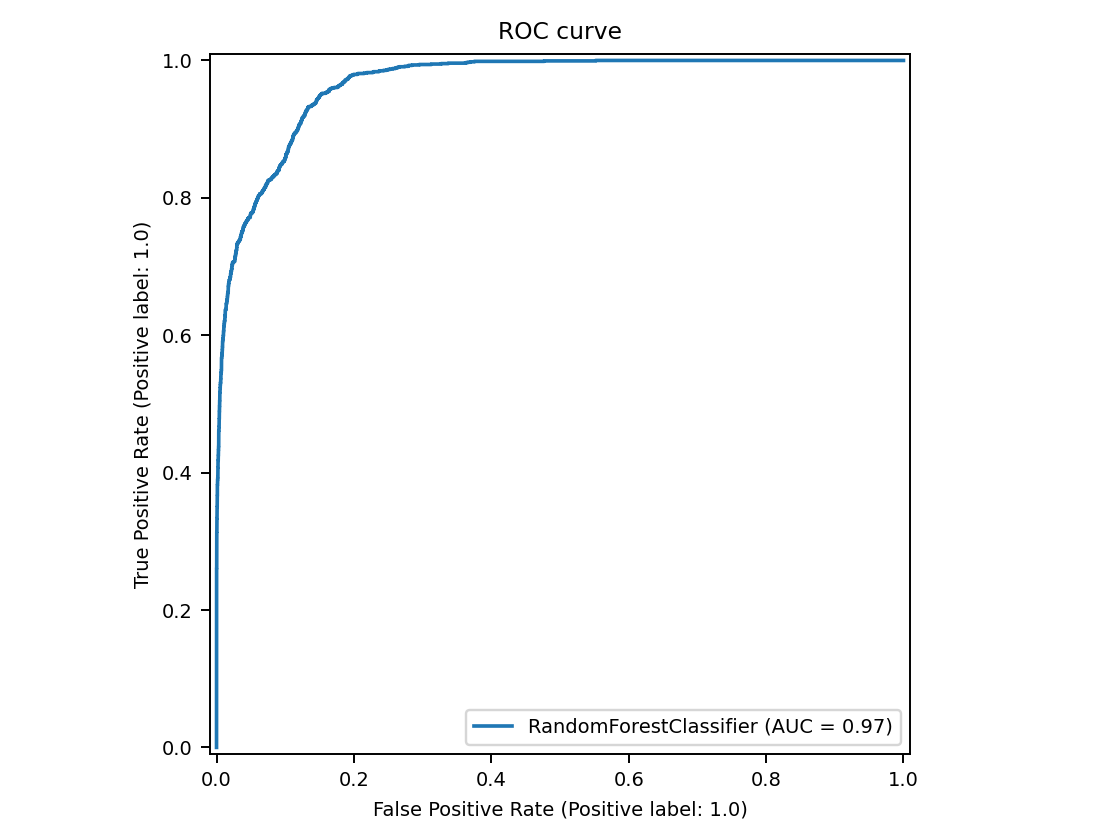 ROC curve
True Positive Rate (Positive label: 1.0)
1.0
0.8
0.6
0.4
0.2
0.0
RandomForestClassifier (AUC = 0.97)
0.0 0.2 0.4 0.6 0.8 1.0
False Positive Rate (Positive label: 1.0)